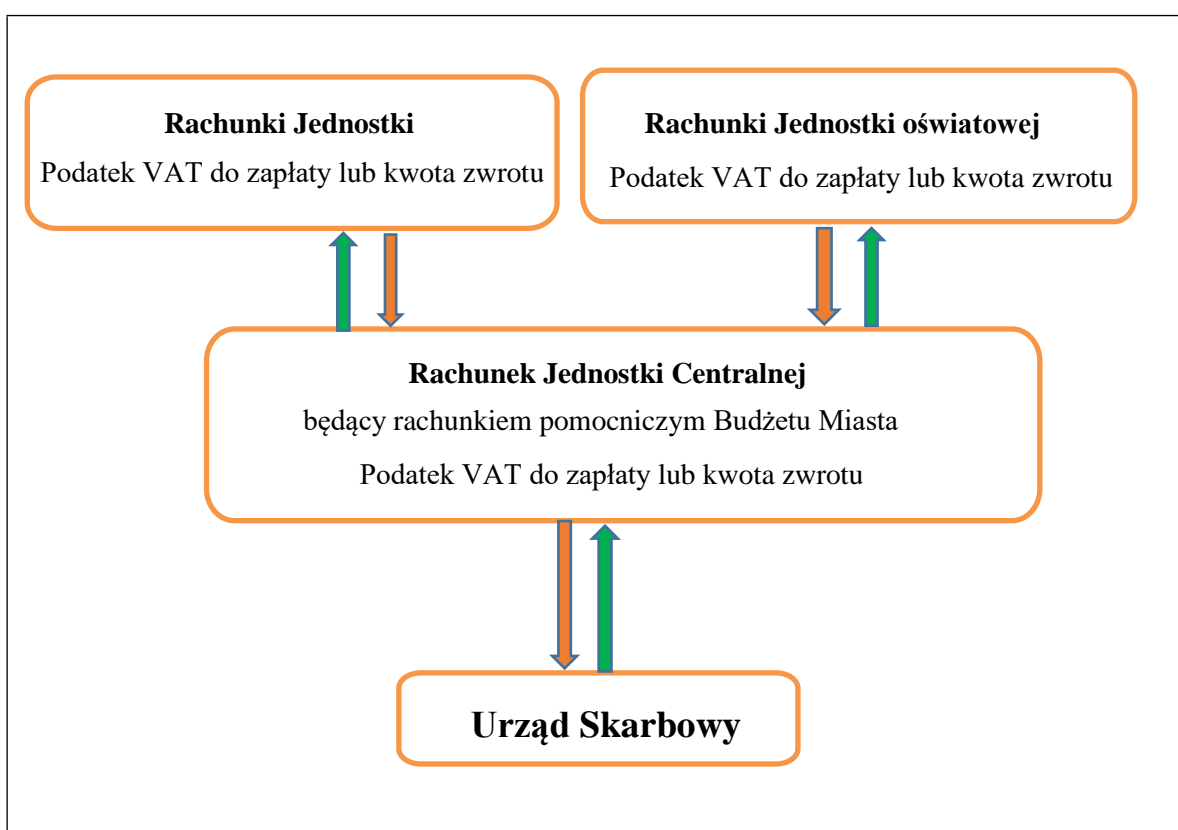 Rachunki Jednostki
Podatek VAT do zapłaty lub kwota zwrotu
Rachunki Jednostki oświatowej
Podatek VAT do zapłaty lub kwota zwrotu
Rachunek Jednostki Centralnej
będący rachunkiem pomocniczym Budżetu Miasta
Podatek VAT do zapłaty lub kwota zwrotu
Urząd Skarbowy